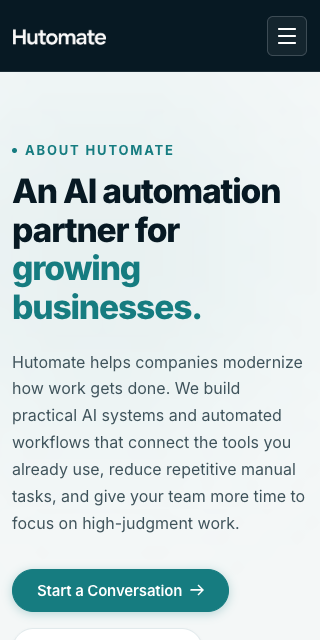 Hutomate
ABOUT HUTOMATE
An AI automation
partner for
growing
businesses.
Hutomate helps companies modernize
how work gets done. We build
practical AI systems and automated
workflows that connect the tools you
already use, reduce repetitive manual
tasks, and give your team more time to
focus on high-judgment work.
Start a Conversation →